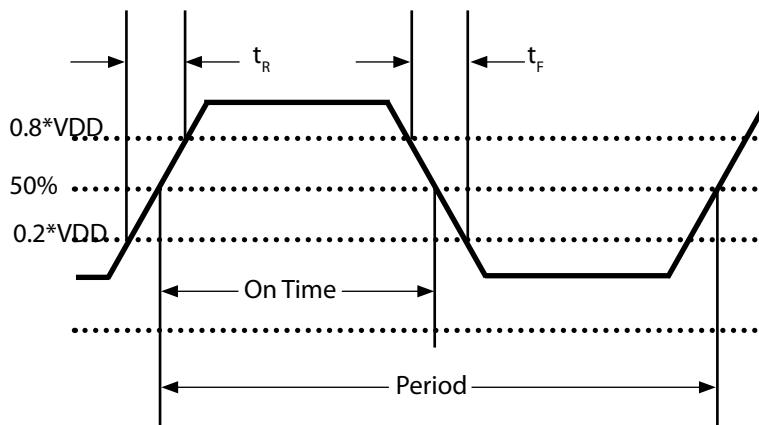 t_R
t_F
0.8*VDD
50%
0.2*VDD
On Time
Period